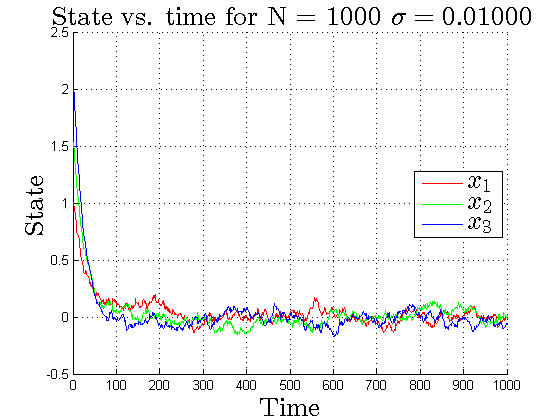 State vs. time for N = 1000 σ = 0.01000
2.5
2
1.5
1
0.5
0
-0.5
State
x₁
x₂
x₃
0 100 200 300 400 500 600 700 800 900 1000
Time